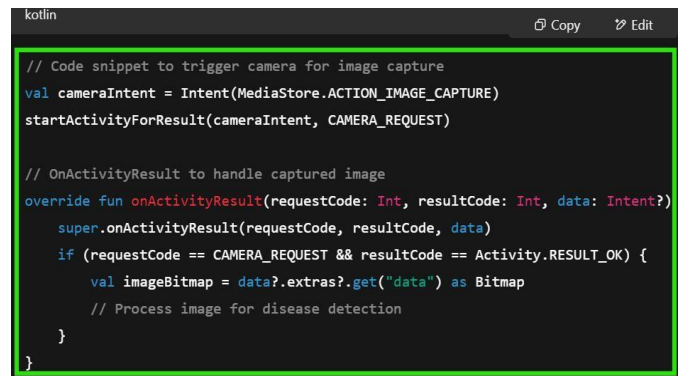 kotlin
Copy
Edit
// Code snippet to trigger camera for image capture
val cameraIntent = Intent(MediaStore.ACTION_IMAGE_CAPTURE)
startActivityForResult(cameraIntent, CAMERA_REQUEST)
// OnActivityResult to handle captured image
override fun onActivityResult(requestCode: Int, resultCode: Int, data: Intent?)
super.onActivityResult(requestCode, resultCode, data)
if (requestCode == CAMERA_REQUEST && resultCode == Activity.RESULT_OK) {
val imageBitmap = data?.extras?.get("data") as Bitmap
// Process image for disease detection
}
}